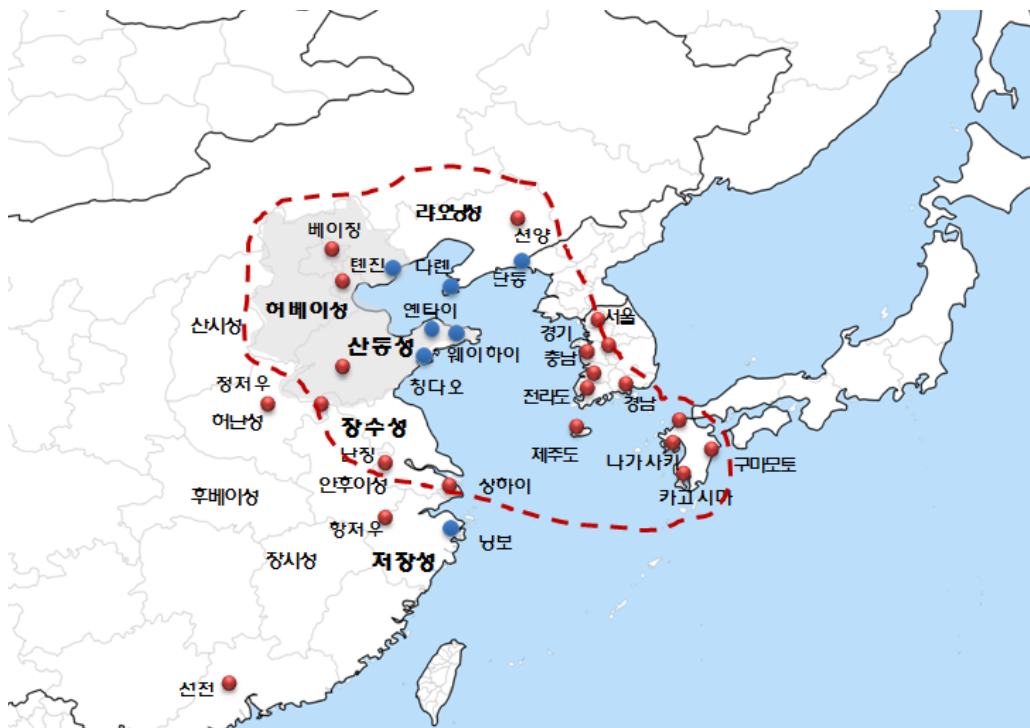 랴오닝성
베이징
선양
톈진
다롄
단둥
허베이성
옌타이
서울
산시성
산둥성
웨이하이
경기
충남
정저우
칭다오
전라도
경남
허난성
장수성
난징
제주도
나가사키
구마모토
안후이성
상하이
카고시마
후베이성
항저우
닝보
장시성
저장성
선전